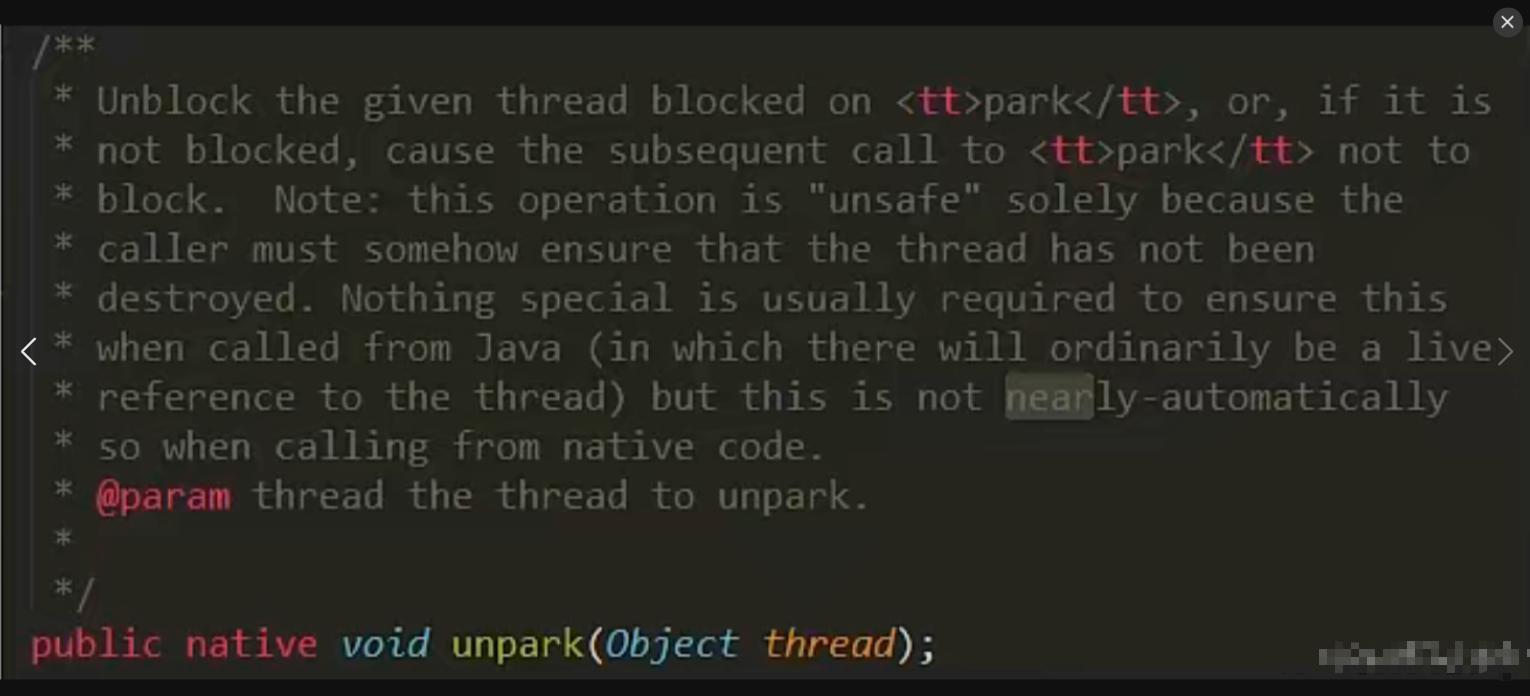 /**
* Unblock the given thread blocked on <tt>park</tt>, or, if it is
* not blocked, cause the subsequent call to <tt>park</tt> not to
* block.  Note: this operation is "unsafe" solely because the
* caller must somehow ensure that the thread has not been
* destroyed. Nothing special is usually required to ensure this
* when called from Java (in which there will ordinarily be a live
* reference to the thread) but this is not nearly-automatically
* so when calling from native code.
* @param thread the thread to unpark.
*
*/
public native void unpark(Object thread);